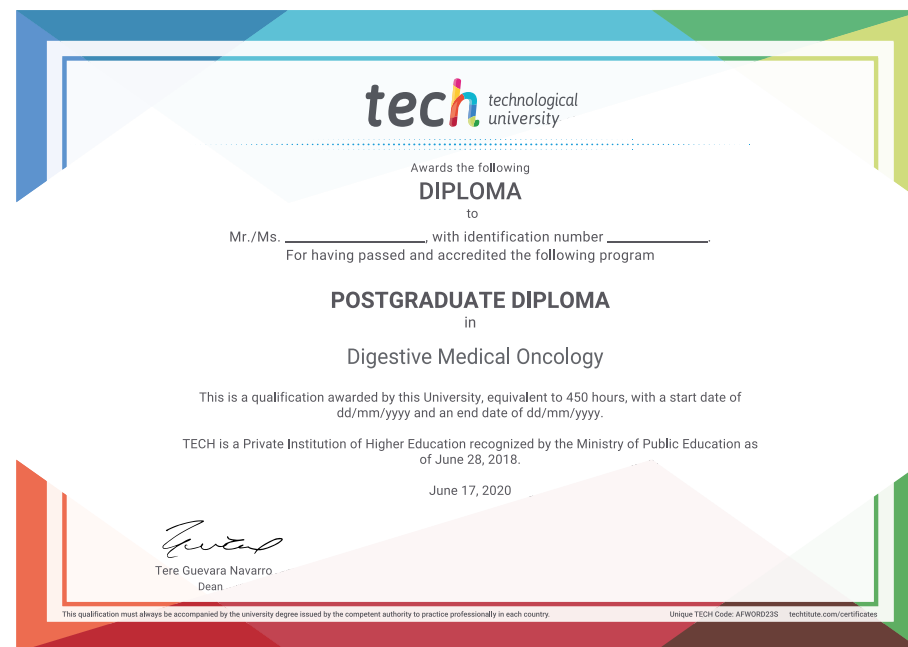 tech technological
university
Awards the following
DIPLOMA
to
Mr./Ms. ____________________, with identification number ______________.
For having passed and accredited the following program
POSTGRADUATE DIPLOMA
in
Digestive Medical Oncology
This is a qualification awarded by this University, equivalent to 450 hours, with a start date of
dd/mm/yyyy and an end date of dd/mm/yyyy.
TECH is a Private Institution of Higher Education recognized by the Ministry of Public Education as
of June 28, 2018.
June 17, 2020
Tere Guevara Navarro
Dean
This qualification must always be accompanied by the university degree issued by the competent authority to practice professionally in each country.
Unique TECH Code: AFWORD23S techtitute.com/certificates